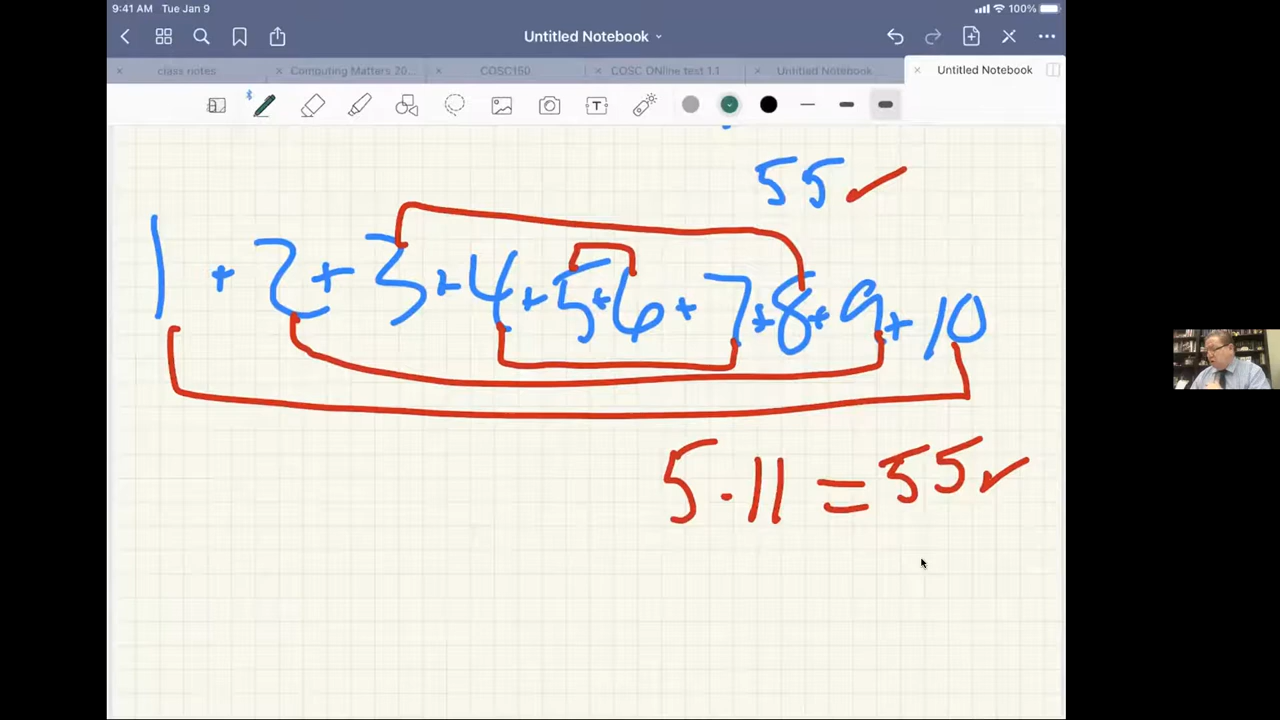 9:41 AM Tue Jan 9
100%
Untitled Notebook
class notes
Computing Matters 20...
COSC150
COSC ONline test 1.1
Untitled Notebook
Untitled Notebook
T
55 ✓
1 + 2 + 3 + 4 + 5 + 6 + 7 + 8 + 9 + 10
5 · 11 = 55 ✓